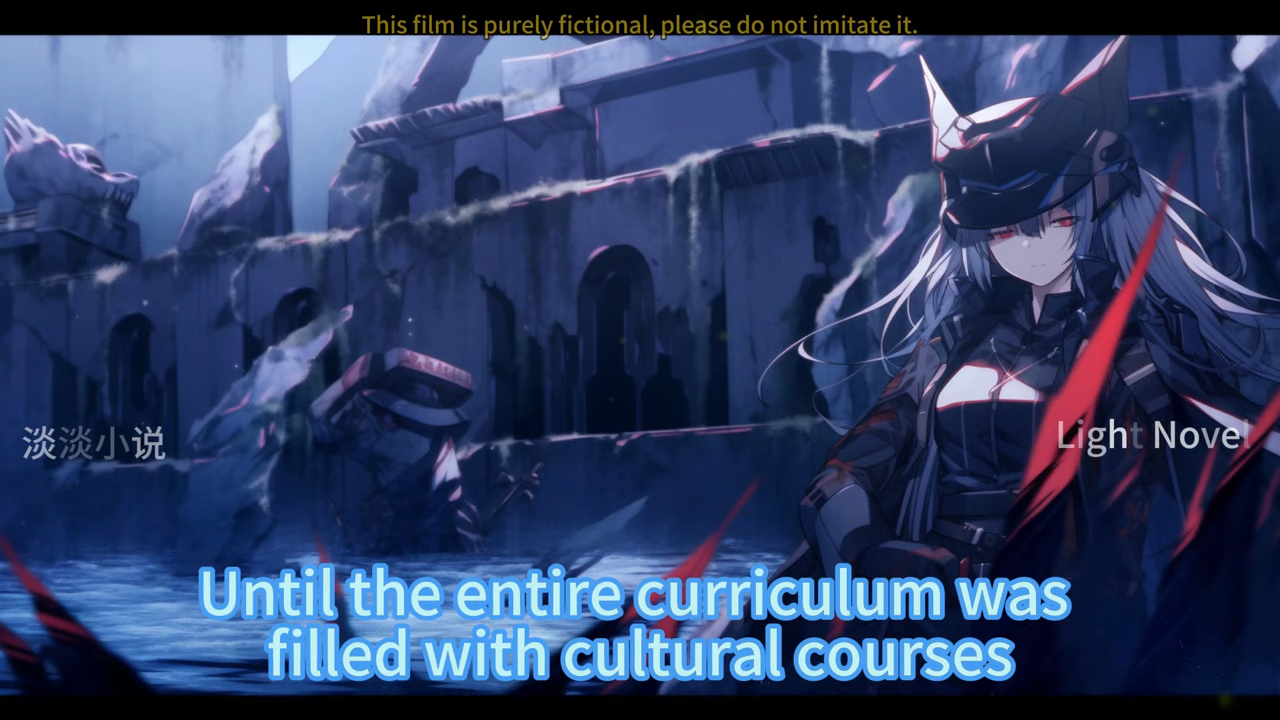 This film is purely fictional, please do not imitate it.
淡淡小说
Light Novel
Until the entire curriculum was
filled with cultural courses